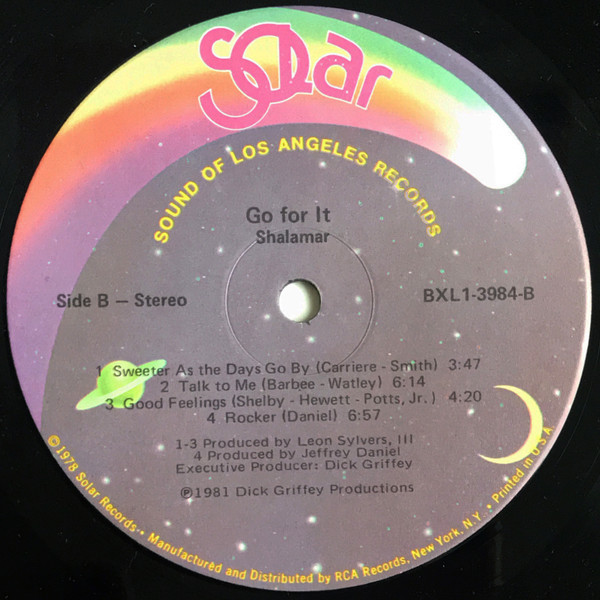 Solar
SOUND OF LOS ANGELES RECORDS
Go for It
Shalamar
Side B – Stereo
BXL1-3984-B
1 Sweeter As the Days Go By (Carriere - Smith) 3:47
2 Talk to Me (Barbee - Watley) 6:14
3 Good Feelings (Shelby - Hewett - Potts, Jr.) 4:20
4 Rocker (Daniel) 6:57
1-3 Produced by Leon Sylvers, III
4 Produced by Jeffrey Daniel
Executive Producer: Dick Griffey
℗1981 Dick Griffey Productions
©1978 Solar Records • Manufactured and Distributed by RCA Records, New York, N.Y. • Printed in U.S.A